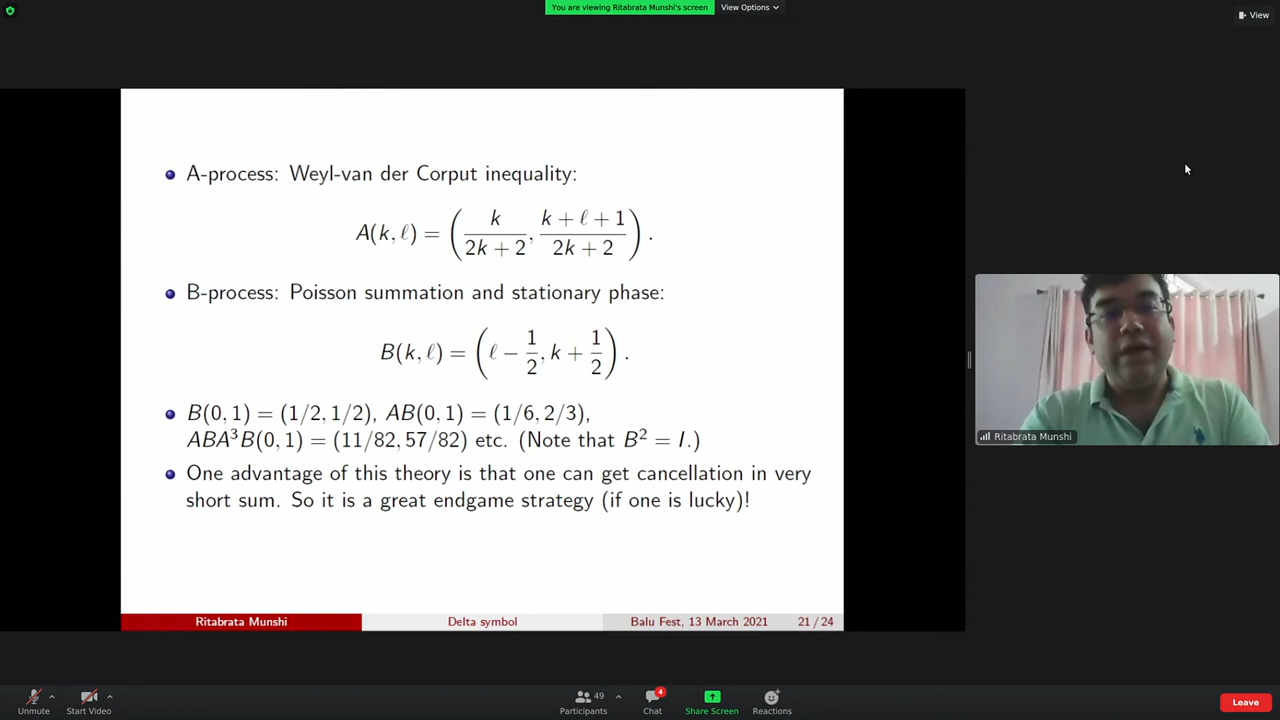 You are viewing Ritabrata Munshi's screen
View Options
View
A-process: Weyl-van der Corput inequality:
A(k, ℓ) = ( k / 2k + 2 , k + ℓ + 1 / 2k + 2 ) .
B-process: Poisson summation and stationary phase:
B(k, ℓ) = ( ℓ − 1/2 , k + 1/2 ) .
B(0, 1) = (1/2, 1/2), AB(0, 1) = (1/6, 2/3),
ABA³B(0, 1) = (11/82, 57/82) etc. (Note that B² = I.)
One advantage of this theory is that one can get cancellation in very
short sum. So it is a great endgame strategy (if one is lucky)!
Ritabrata Munshi
Ritabrata Munshi Delta symbol Balu Fest, 13 March 2021 21 / 24
49
4
Unmute Start Video Participants Chat Share Screen Reactions Leave